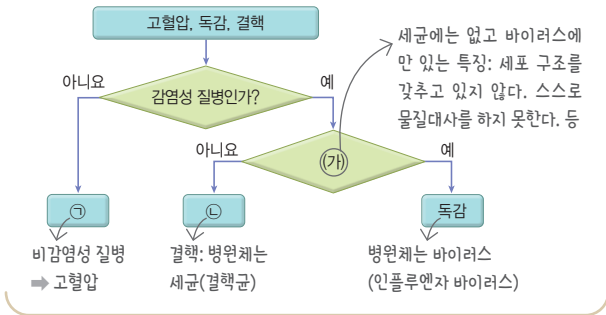 고혈압, 독감, 결핵
세균에는 없고 바이러스에
만 있는 특징: 세포 구조를
갖추고 있지 않다. 스스로
물질대사를 하지 못한다. 등
아니요
감염성 질병인가?
예
아니요
(가)
예
㉠
㉡
독감
비감염성 질병
➡ 고혈압
결핵: 병원체는
세균(결핵균)
병원체는 바이러스
(인플루엔자 바이러스)